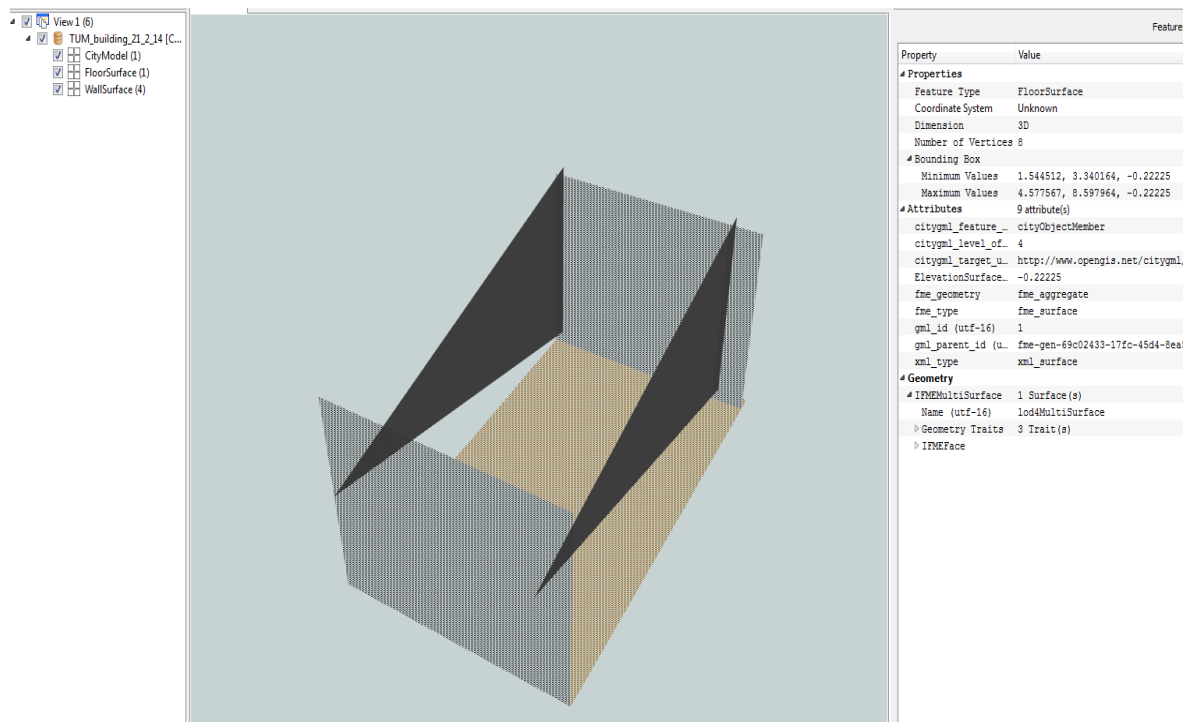 View 1 (6)
TUM_building_21_2_14 [C...
CityModel (1)
FloorSurface (1)
WallSurface (4)
Feature
Property Value
Properties
Feature Type FloorSurface
Coordinate System Unknown
Dimension 3D
Number of Vertices 8
Bounding Box
Minimum Values 1.544512, 3.340164, -0.22225
Maximum Values 4.577567, 8.597964, -0.22225
Attributes 9 attribute(s)
citygml_feature_... cityObjectMember
citygml_level_of... 4
citygml_target_u... http://www.opengis.net/citygml,
ElevationSurface... -0.22225
fme_geometry fme_aggregate
fme_type fme_surface
gml_id (utf-16) 1
gml_parent_id (u... fme-gen-69c02433-17fc-45d4-8ea5
xml_type xml_surface
Geometry
IFMEMultiSurface 1 Surface(s)
Name (utf-16) lod4MultiSurface
Geometry Traits 3 Trait(s)
IFMEFace